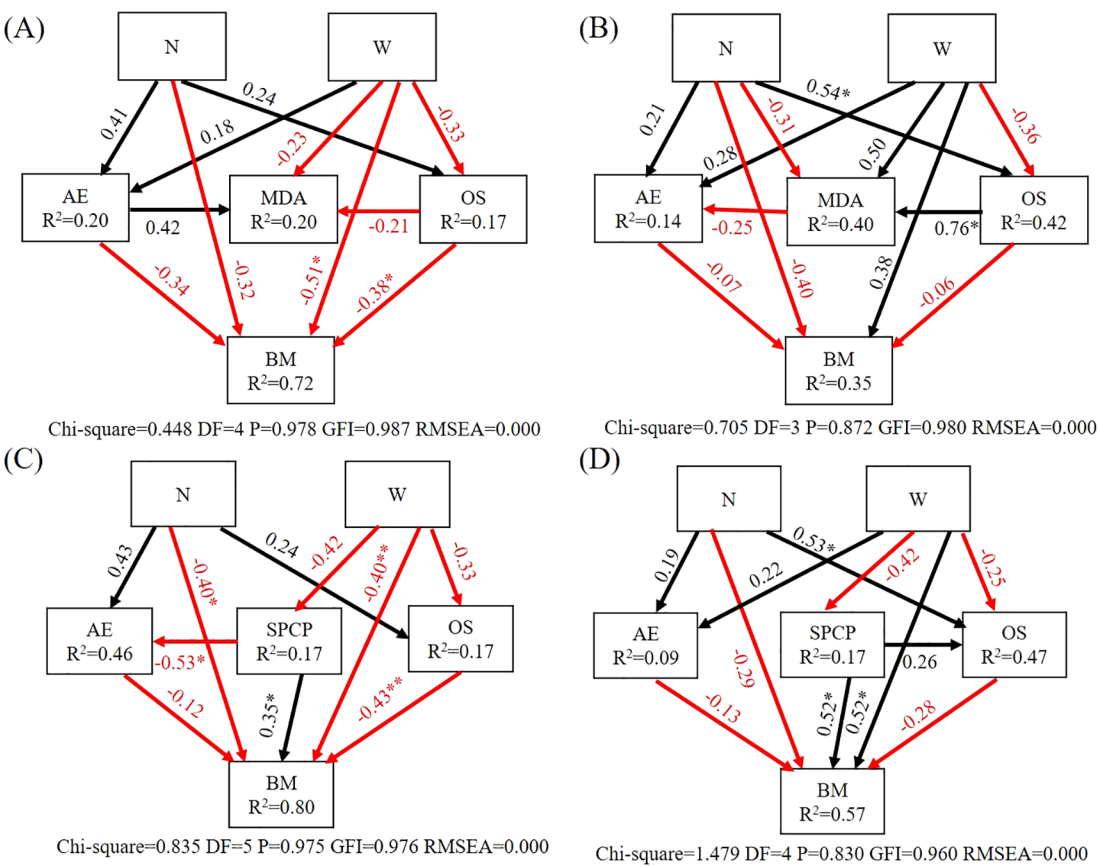 (A)
N
W
0.41
0.24
0.18
-0.23
-0.33
AE
R²=0.20
MDA
R²=0.20
OS
R²=0.17
0.42
-0.21
-0.34
-0.32
-0.51*
-0.38*
BM
R²=0.72
Chi-square=0.448 DF=4 P=0.978 GFI=0.987 RMSEA=0.000
(B)
N
W
0.21
-0.31
0.54*
0.28
0.50
-0.36
AE
R²=0.14
MDA
R²=0.40
OS
R²=0.42
-0.25
0.76*
-0.07
-0.40
0.38
-0.06
BM
R²=0.35
Chi-square=0.705 DF=3 P=0.872 GFI=0.980 RMSEA=0.000
(C)
N
W
0.43
-0.40*
0.24
-0.42
-0.40**
-0.33
AE
R²=0.46
SPCP
R²=0.17
OS
R²=0.17
-0.53*
-0.12
0.35*
-0.43**
BM
R²=0.80
Chi-square=0.835 DF=5 P=0.975 GFI=0.976 RMSEA=0.000
(D)
N
W
0.19
0.53*
0.22
-0.42
-0.25
AE
R²=0.09
SPCP
R²=0.17
OS
R²=0.47
0.26
-0.13
-0.29
0.52*
0.52*
-0.28
BM
R²=0.57
Chi-square=1.479 DF=4 P=0.830 GFI=0.960 RMSEA=0.000